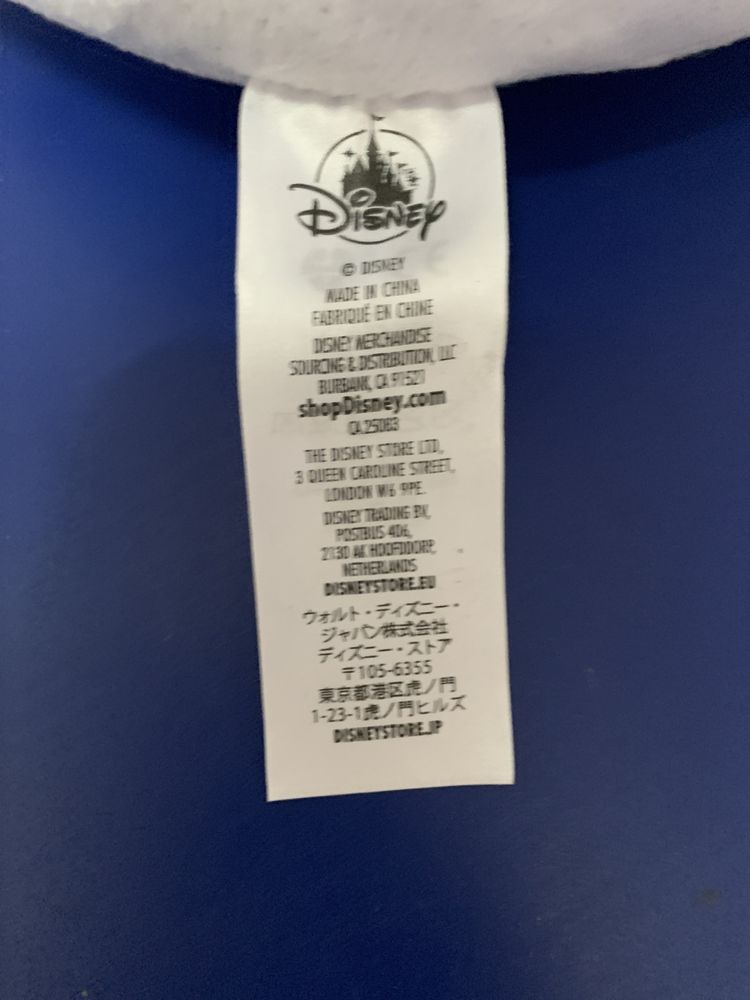 Disney
© DISNEY
MADE IN CHINA
FABRIQUÉ EN CHINE
DISNEY MERCHANDISE
SOURCING & DISTRIBUTION, LLC
BURBANK, CA 91521
shopDisney.com
CA 25083
THE DISNEY STORE LTD,
3 QUEEN CAROLINE STREET,
LONDON W6 9PE.
DISNEY TRADING BV,
POSTBUS 406,
2130 AK HOOFDDORP,
NETHERLANDS
DISNEYSTORE.EU
ウォルト・ディズニー・
ジャパン株式会社
ディズニー・ストア
〒105-6355
東京都港区虎ノ門
1-23-1虎ノ門ヒルズ
DISNEYSTORE.JP